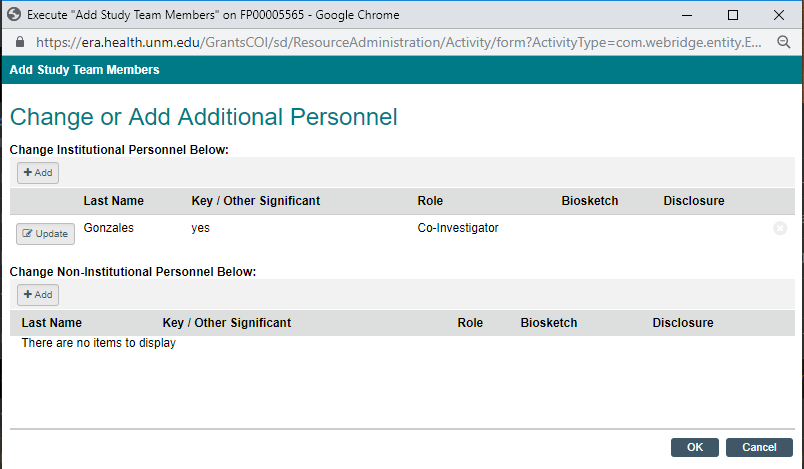 Execute "Add Study Team Members" on FP00005565 - Google Chrome
https://era.health.unm.edu/GrantsCOI/sd/ResourceAdministration/Activity/form?ActivityType=com.webridge.entity.E...
Add Study Team Members
Change or Add Additional Personnel
Change Institutional Personnel Below:
+ Add
Last Name Key / Other Significant Role Biosketch Disclosure
Update Gonzales yes Co-Investigator
Change Non-Institutional Personnel Below:
+ Add
Last Name Key / Other Significant Role Biosketch Disclosure
There are no items to display
OK Cancel